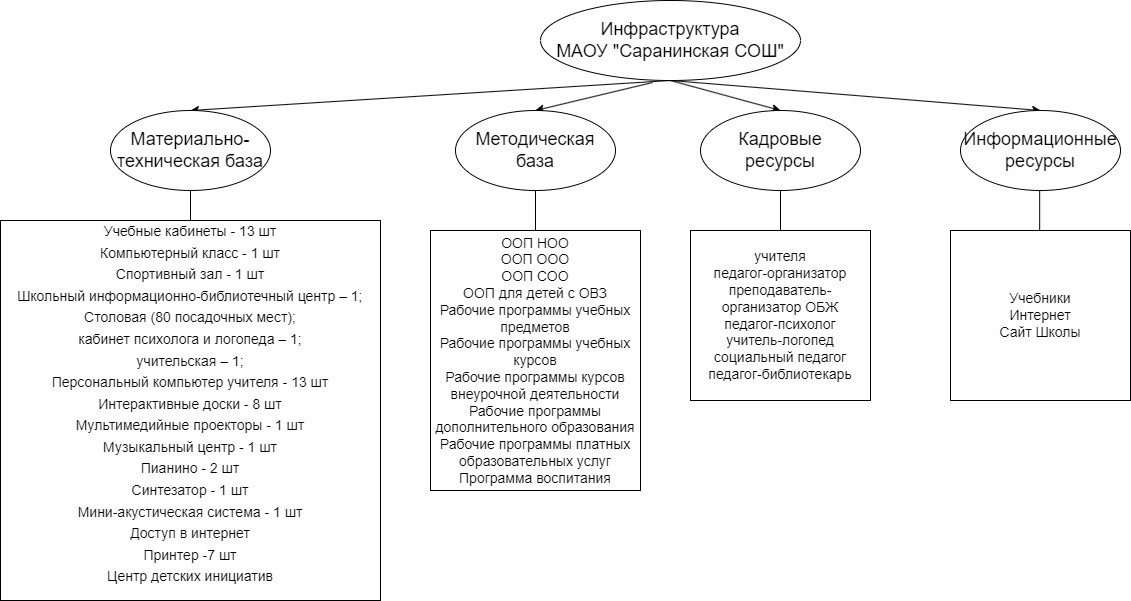 Инфраструктура
МАОУ "Саранинская СОШ"
Материально-
техническая база
Методическая
база
Кадровые
ресурсы
Информационные
ресурсы
Учебные кабинеты - 13 шт
Компьютерный класс - 1 шт
Спортивный зал - 1 шт
Школьный информационно-библиотечный центр – 1;
Столовая (80 посадочных мест);
кабинет психолога и логопеда – 1;
учительская – 1;
Персональный компьютер учителя - 13 шт
Интерактивные доски - 8 шт
Мультимедийные проекторы - 1 шт
Музыкальный центр - 1 шт
Пианино - 2 шт
Синтезатор - 1 шт
Мини-акустическая система - 1 шт
Доступ в интернет
Принтер -7 шт
Центр детских инициатив
ООП НОО
ООП ООО
ООП СОО
ООП для детей с ОВЗ
Рабочие программы учебных
предметов
Рабочие программы учебных
курсов
Рабочие программы курсов
внеурочной деятельности
Рабочие программы
дополнительного образования
Рабочие программы платных
образовательных услуг
Программа воспитания
учителя
педагог-организатор
преподаватель-
организатор ОБЖ
педагог-психолог
учитель-логопед
социальный педагог
педагог-библиотекарь
Учебники
Интернет
Сайт Школы